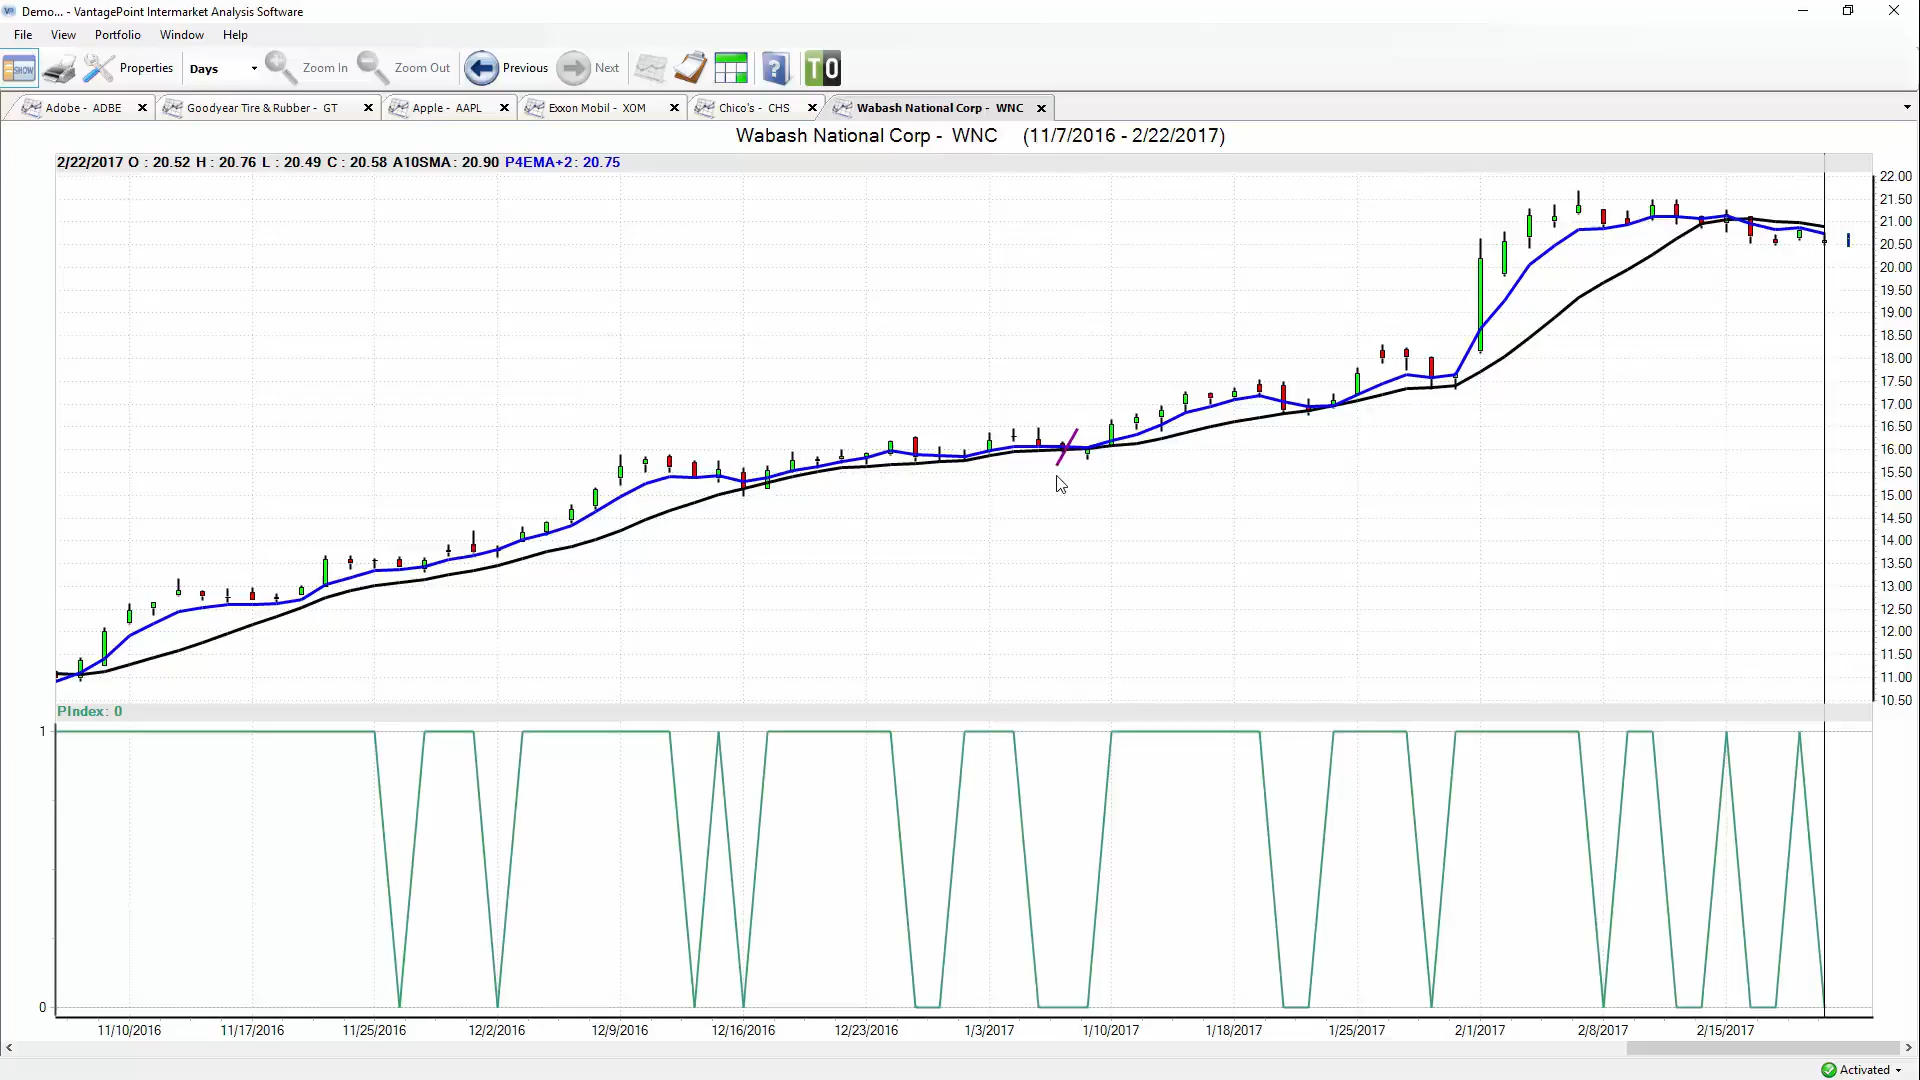 Demo... - VantagePoint Intermarket Analysis Software
File View Portfolio Window Help
SHOW Properties Days Zoom In Zoom Out Previous Next ? TO
Adobe - ADBE Goodyear Tire & Rubber - GT Apple - AAPL Exxon Mobil - XOM Chico's - CHS Wabash National Corp - WNC
Wabash National Corp - WNC (11/7/2016 - 2/22/2017)
2/22/2017 O : 20.52 H : 20.76 L : 20.49 C : 20.58 A10SMA : 20.90 P4EMA+2 : 20.75
22.00
21.50
21.00
20.50
20.00
19.50
19.00
18.50
18.00
17.50
17.00
16.50
16.00
15.50
15.00
14.50
14.00
13.50
13.00
12.50
12.00
11.50
11.00
10.50
PIndex: 0
1
0
11/10/2016 11/17/2016 11/25/2016 12/2/2016 12/9/2016 12/16/2016 12/23/2016 1/3/2017 1/10/2017 1/18/2017 1/25/2017 2/1/2017 2/8/2017 2/15/2017
Activated